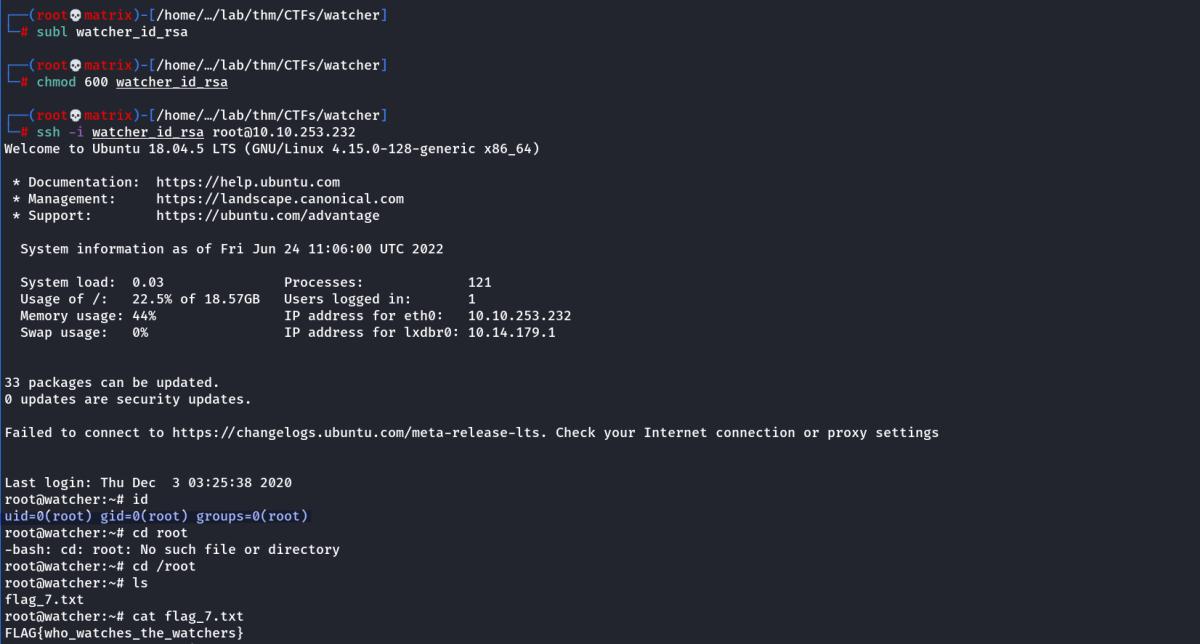 ┌──(root💀matrix)-[/home/…/lab/thm/CTFs/watcher]
└─# subl watcher_id_rsa
┌──(root💀matrix)-[/home/…/lab/thm/CTFs/watcher]
└─# chmod 600 watcher_id_rsa
┌──(root💀matrix)-[/home/…/lab/thm/CTFs/watcher]
└─# ssh -i watcher_id_rsa root@10.10.253.232
Welcome to Ubuntu 18.04.5 LTS (GNU/Linux 4.15.0-128-generic x86_64)
* Documentation:  https://help.ubuntu.com
* Management:     https://landscape.canonical.com
* Support:        https://ubuntu.com/advantage
System information as of Fri Jun 24 11:06:00 UTC 2022
System load:  0.03               Processes:             121
Usage of /:   22.5% of 18.57GB   Users logged in:       1
Memory usage: 44%                IP address for eth0:   10.10.253.232
Swap usage:   0%                 IP address for lxdbr0: 10.14.179.1
33 packages can be updated.
0 updates are security updates.
Failed to connect to https://changelogs.ubuntu.com/meta-release-lts. Check your Internet connection or proxy settings
Last login: Thu Dec  3 03:25:38 2020
root@watcher:~# id
uid=0(root) gid=0(root) groups=0(root)
root@watcher:~# cd root
-bash: cd: root: No such file or directory
root@watcher:~# cd /root
root@watcher:~# ls
flag_7.txt
root@watcher:~# cat flag_7.txt
FLAG{who_watches_the_watchers}